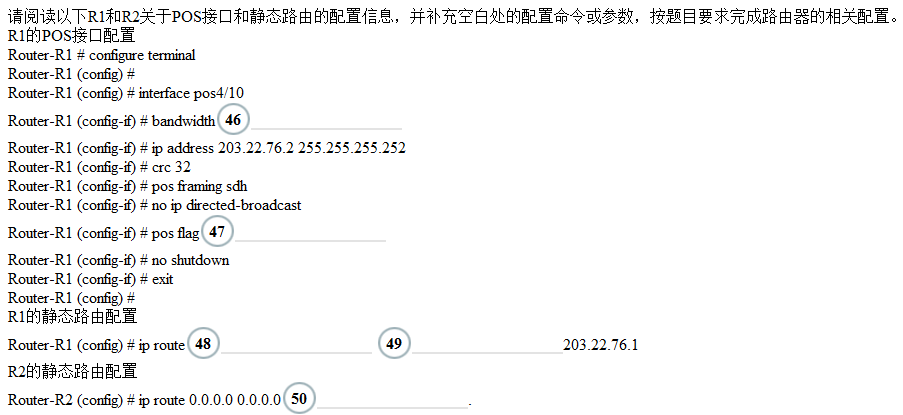 请阅读以下R1和R2关于POS接口和静态路由的配置信息，并补充空白处的配置命令或参数，按题目要求完成路由器的相关配置。
R1的POS接口配置
Router-R1 # configure terminal
Router-R1 (config) #
Router-R1 (config) # interface pos4/10
Router-R1 (config-if) # bandwidth 46
Router-R1 (config-if) # ip address 203.22.76.2 255.255.255.252
Router-R1 (config-if) # crc 32
Router-R1 (config-if) # pos framing sdh
Router-R1 (config-if) # no ip directed-broadcast
Router-R1 (config-if) # pos flag 47
Router-R1 (config-if) # no shutdown
Router-R1 (config-if) # exit
Router-R1 (config) #
R1的静态路由配置
Router-R1 (config) # ip route 48 49 203.22.76.1
R2的静态路由配置
Router-R2 (config) # ip route 0.0.0.0 0.0.0.0 50 .